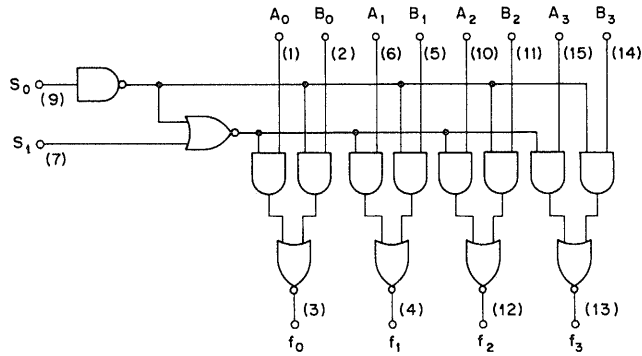 A0 B0 A1 B1 A2 B2 A3 B3
(1) (2) (6) (5) (10) (11) (15) (14)
S0 (9)
S1 (7)
(3) (4) (12) (13)
f0 f1 f2 f3